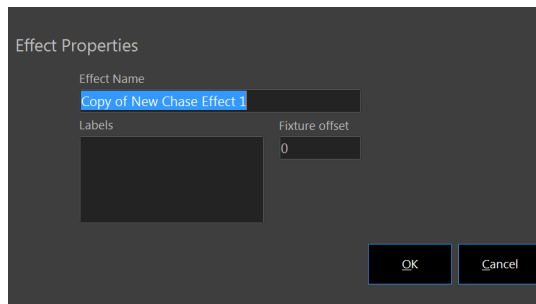 Effect Properties
Effect Name
Copy of New Chase Effect 1
Labels
Fixture offset
0
OK
Cancel